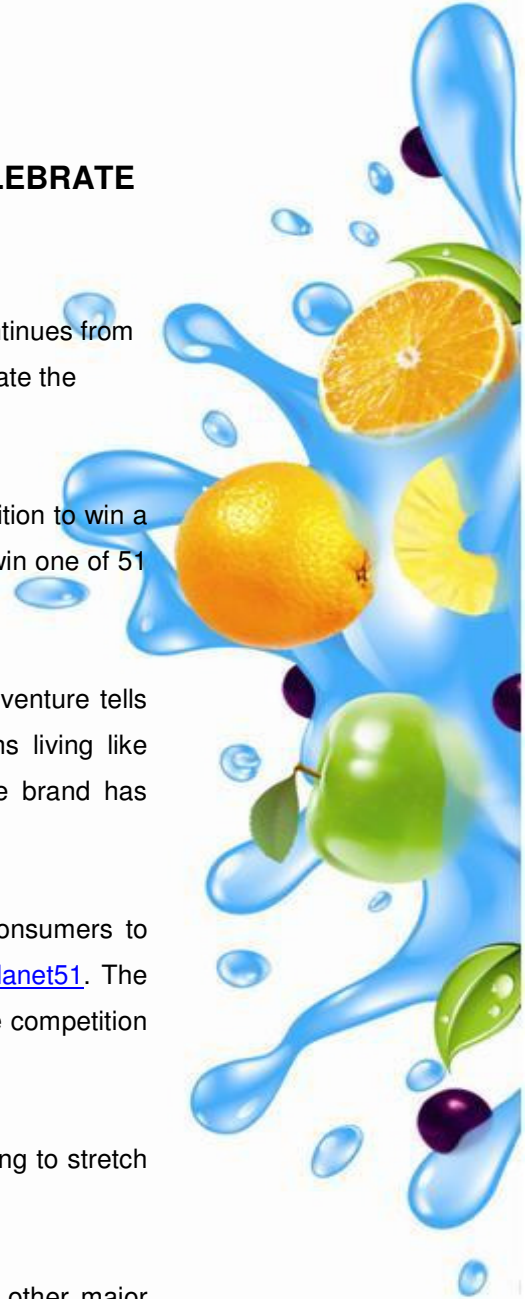 LEBRATE
tinues from
ate the
ition to win a
win one of 51
venture tells
ns living like
e brand has
onsumers to
lanet51. The
e competition
ng to stretch
other major